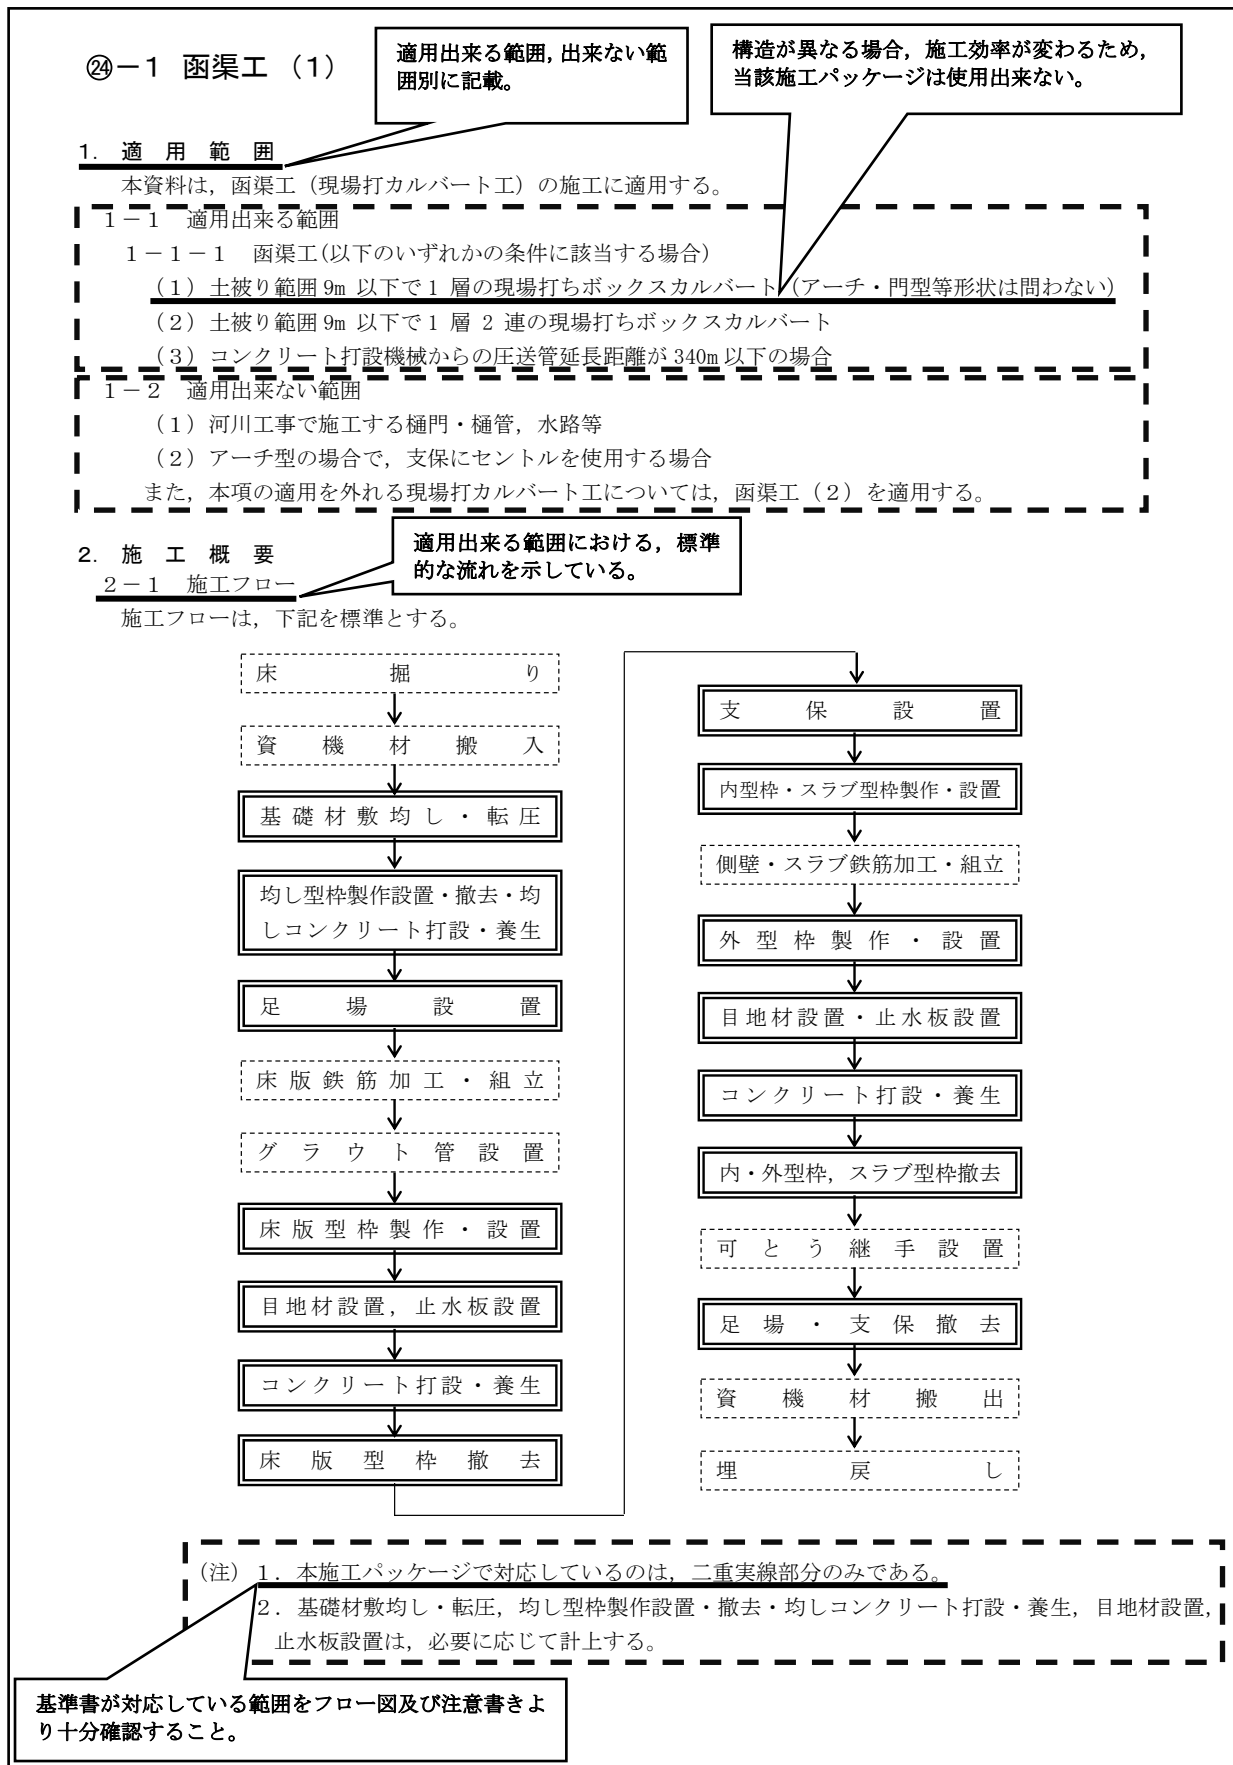 ㉔－１ 函渠工 （１）
適用出来る範囲，出来ない範
囲別に記載。
構造が異なる場合，施工効率が変わるため，
当該施工パッケージは使用出来ない。
１．適用範囲
本資料は，函渠工（現場打カルバート工）の施工に適用する。
１－１ 適用出来る範囲
１－１－１ 函渠工(以下のいずれかの条件に該当する場合)
（１）土被り範囲 9m 以下で 1 層の現場打ちボックスカルバート（アーチ・門型等形状は問わない）
（２）土被り範囲 9m 以下で 1 層 2 連の現場打ちボックスカルバート
（３）コンクリート打設機械からの圧送管延長距離が 340m 以下の場合
１－２ 適用出来ない範囲
（１）河川工事で施工する樋門・樋管，水路等
（２）アーチ型の場合で，支保にセントルを使用する場合
また，本項の適用を外れる現場打カルバート工については，函渠工（２）を適用する。
２．施工概要
適用出来る範囲における，標準
的な流れを示している。
２－１ 施工フロー
施工フローは，下記を標準とする。
床掘り
資機材搬入
基礎材敷均し・転圧
均し型枠製作設置・撤去・均
しコンクリート打設・養生
足場設置
床版鉄筋加工・組立
グラウト管設置
床版型枠製作・設置
目地材設置，止水板設置
コンクリート打設・養生
床版型枠撤去
支保設置
内型枠・スラブ型枠製作・設置
側壁・スラブ鉄筋加工・組立
外型枠製作・設置
目地材設置・止水板設置
コンクリート打設・養生
内・外型枠，スラブ型枠撤去
可とう継手設置
足場・支保撤去
資機材搬出
埋戻し
（注）１．本施工パッケージで対応しているのは，二重実線部分のみである。
２．基礎材敷均し・転圧，均し型枠製作設置・撤去・均しコンクリート打設・養生，目地材設置，
止水板設置は，必要に応じて計上する。
基準書が対応している範囲をフロー図及び注意書きよ
り十分確認すること。